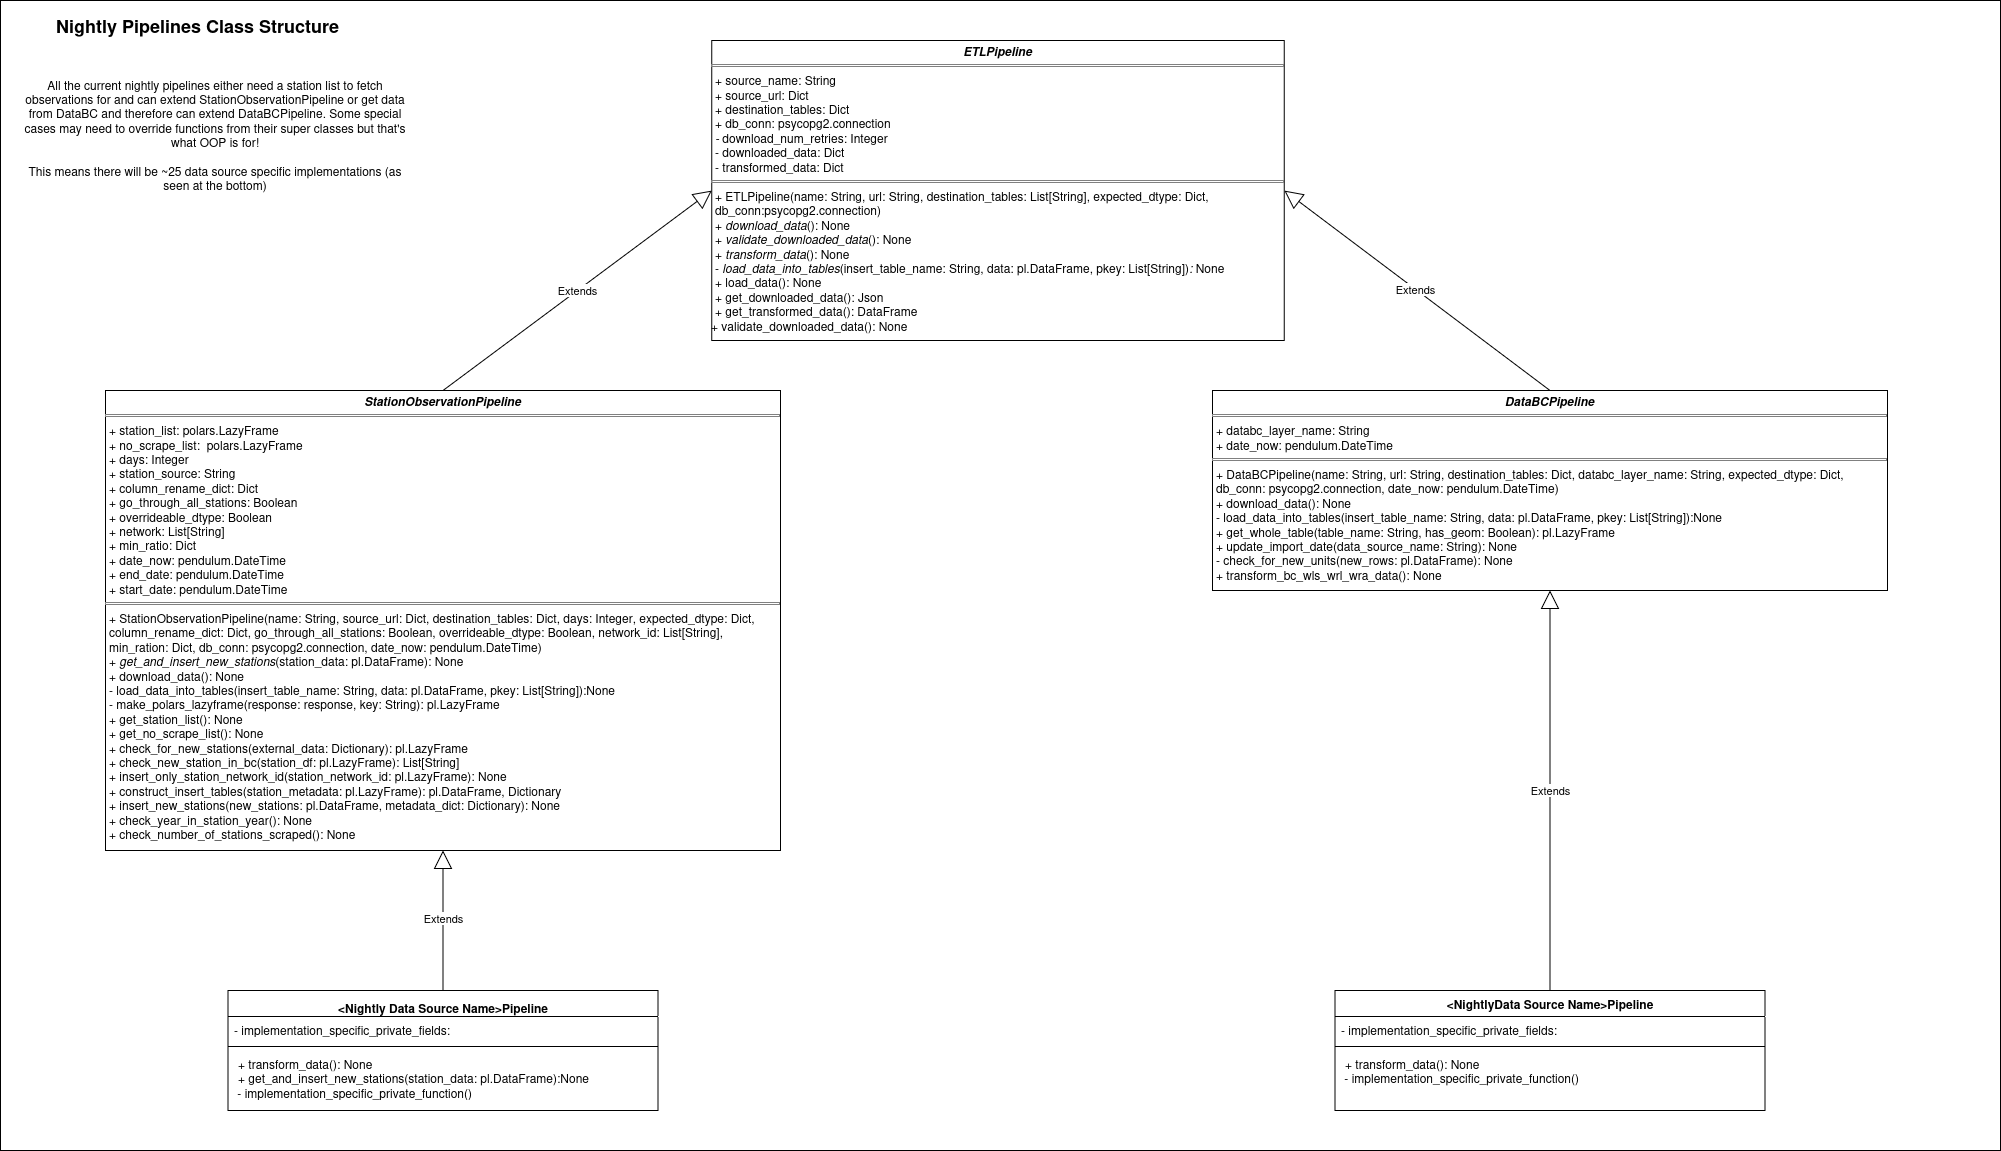 Nightly Pipelines Class Structure
All the current nightly pipelines either need a station list to fetch
observations for and can extend StationObservationPipeline or get data
from DataBC and therefore can extend DataBCPipeline. Some special
cases may need to override functions from their super classes but that's
what OOP is for!
This means there will be ~25 data source specific implementations (as
seen at the bottom)
ETLPipeline
+ source_name: String
+ source_url: Dict
+ destination_tables: Dict
+ db_conn: psycopg2.connection
- download_num_retries: Integer
- downloaded_data: Dict
- transformed_data: Dict
+ ETLPipeline(name: String, url: String, destination_tables: List[String], expected_dtype: Dict,
db_conn:psycopg2.connection)
+ download_data(): None
+ validate_downloaded_data(): None
+ transform_data(): None
- load_data_into_tables(insert_table_name: String, data: pl.DataFrame, pkey: List[String]): None
+ load_data(): None
+ get_downloaded_data(): Json
+ get_transformed_data(): DataFrame
+ validate_downloaded_data(): None
Extends
Extends
StationObservationPipeline
+ station_list: polars.LazyFrame
+ no_scrape_list:  polars.LazyFrame
+ days: Integer
+ station_source: String
+ column_rename_dict: Dict
+ go_through_all_stations: Boolean
+ overrideable_dtype: Boolean
+ network: List[String]
+ min_ratio: Dict
+ date_now: pendulum.DateTime
+ end_date: pendulum.DateTime
+ start_date: pendulum.DateTime
+ StationObservationPipeline(name: String, source_url: Dict, destination_tables: Dict, days: Integer, expected_dtype: Dict,
column_rename_dict: Dict, go_through_all_stations: Boolean, overrideable_dtype: Boolean, network_id: List[String],
min_ration: Dict, db_conn: psycopg2.connection, date_now: pendulum.DateTime)
+ get_and_insert_new_stations(station_data: pl.DataFrame): None
+ download_data(): None
- load_data_into_tables(insert_table_name: String, data: pl.DataFrame, pkey: List[String]):None
- make_polars_lazyframe(response: response, key: String): pl.LazyFrame
+ get_station_list(): None
+ get_no_scrape_list(): None
+ check_for_new_stations(external_data: Dictionary): pl.LazyFrame
+ check_new_station_in_bc(station_df: pl.LazyFrame): List[String]
+ insert_only_station_network_id(station_network_id: pl.LazyFrame): None
+ construct_insert_tables(station_metadata: pl.LazyFrame): pl.DataFrame, Dictionary
+ insert_new_stations(new_stations: pl.DataFrame, metadata_dict: Dictionary): None
+ check_year_in_station_year(): None
+ check_number_of_stations_scraped(): None
DataBCPipeline
+ databc_layer_name: String
+ date_now: pendulum.DateTime
+ DataBCPipeline(name: String, url: String, destination_tables: Dict, databc_layer_name: String, expected_dtype: Dict,
db_conn: psycopg2.connection, date_now: pendulum.DateTime)
+ download_data(): None
- load_data_into_tables(insert_table_name: String, data: pl.DataFrame, pkey: List[String]):None
+ get_whole_table(table_name: String, has_geom: Boolean): pl.LazyFrame
+ update_import_date(data_source_name: String): None
- check_for_new_units(new_rows: pl.DataFrame): None
+ transform_bc_wls_wrl_wra_data(): None
Extends
Extends
<Nightly Data Source Name>Pipeline
- implementation_specific_private_fields:
+ transform_data(): None
+ get_and_insert_new_stations(station_data: pl.DataFrame):None
- implementation_specific_private_function()
<NightlyData Source Name>Pipeline
- implementation_specific_private_fields:
+ transform_data(): None
- implementation_specific_private_function()